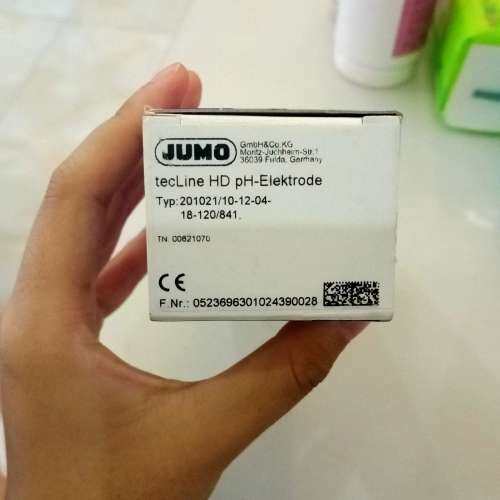 JUMO
GmbH&Co.KG
Moritz-Juchheim-Str.1
36039 Fulda, Germany
tecLine HD pH-Elektrode
Typ:201021/10-12-04-
18-120/841.
TN: 00621070
CE
F.Nr.: 0523696301024390028